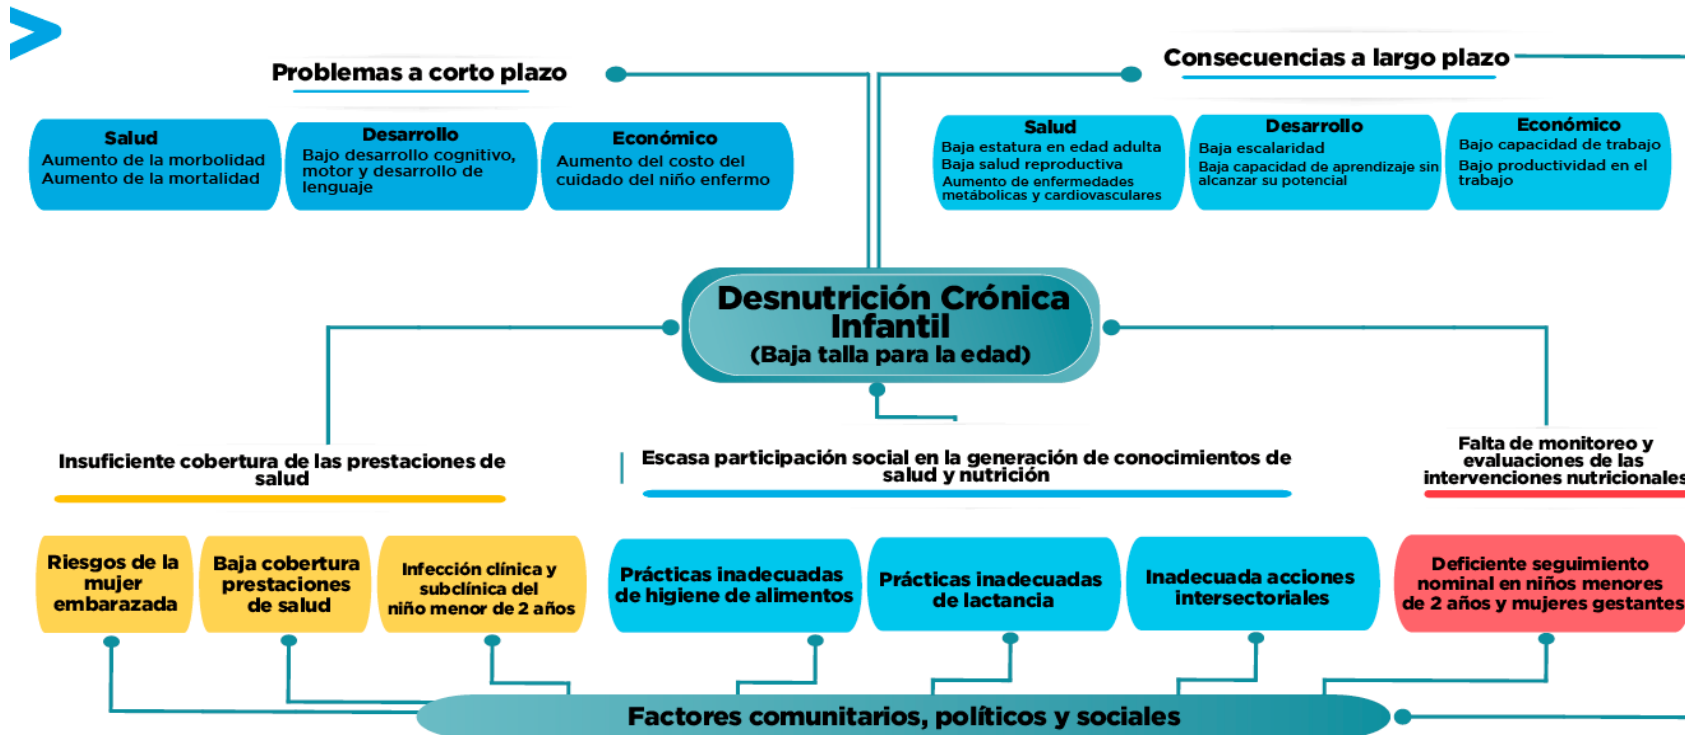 Problemas a corto plazo
Salud
Aumento de la morbolidad
Aumento de la mortalidad
Desarrollo
Bajo desarrollo cognitivo,
motor y desarrollo de
lenguaje
Económico
Aumento del costo del
cuidado del niño enfermo
Consecuencias a largo plazo
Salud
Baja estatura en edad adulta
Baja salud reproductiva
Aumento de enfermedades
metábolicas y cardiovasculares
Desarrollo
Baja escalaridad
Baja capacidad de aprendizaje sin
alcanzar su potencial
Económico
Bajo capacidad de trabajo
Bajo productividad en el
trabajo
Desnutrición Crónica
Infantil
(Baja talla para la edad)
Insuficiente cobertura de las prestaciones de
salud
Escasa participación social en la generación de conocimientos de
salud y nutrición
Falta de monitoreo y
evaluaciones de las
intervenciones nutricionales
Riesgos de la
mujer
embarazada
Baja cobertura
prestaciones
de salud
Infección clínica y
subclínica del
niño menor de 2 años
Prácticas inadecuadas
de higiene de alimentos
Prácticas inadecuadas
de lactancia
Inadecuada acciones
intersectoriales
Deficiente seguimiento
nominal en niños menores
de 2 años y mujeres gestantes
Factores comunitarios, políticos y sociales